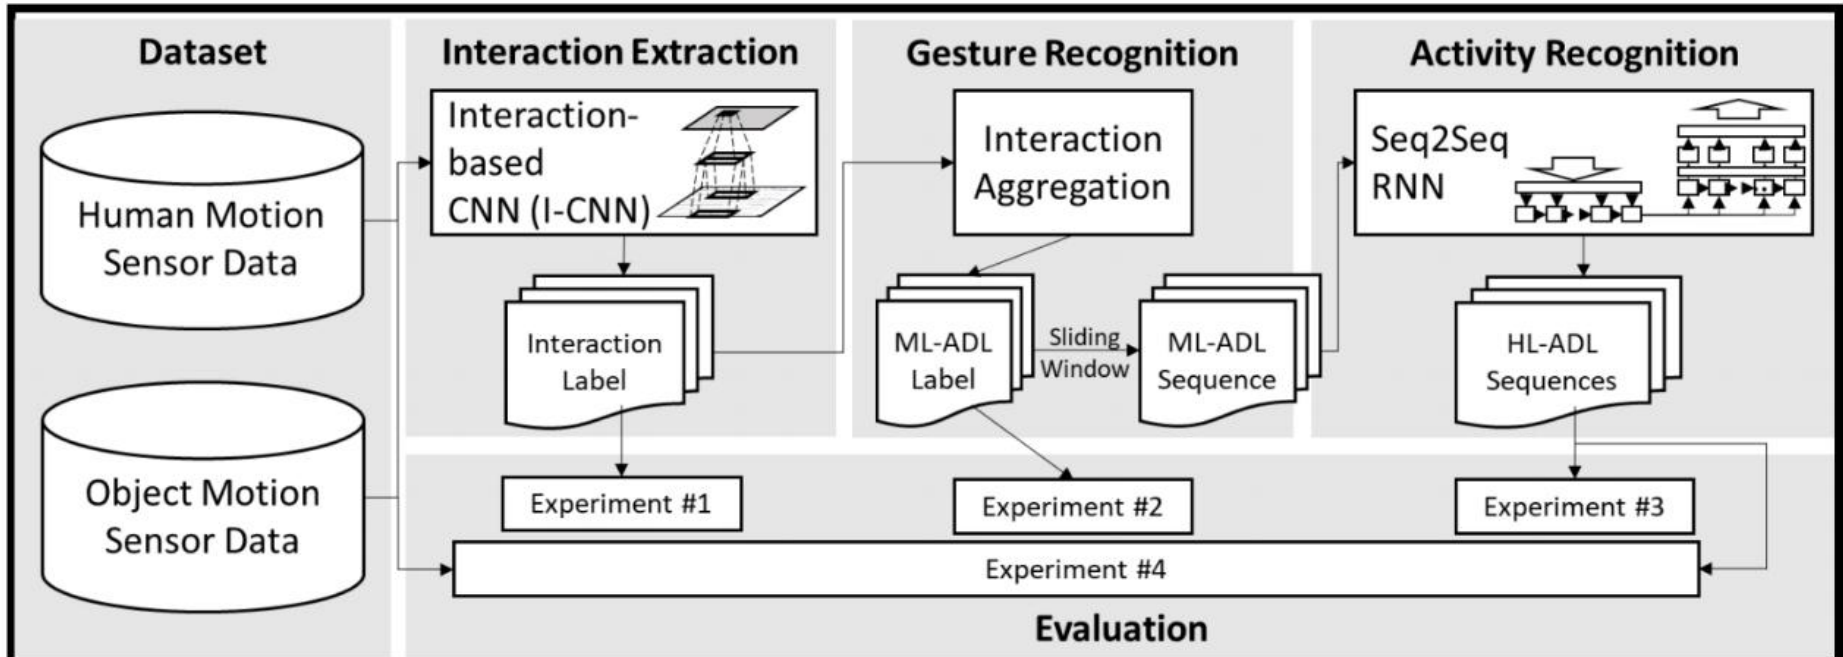 Dataset
Human Motion
Sensor Data
Object Motion
Sensor Data
Interaction Extraction
Interaction-
based
CNN (I-CNN)
Interaction
Label
Gesture Recognition
Interaction
Aggregation
ML-ADL
Label
Sliding
Window
ML-ADL
Sequence
Activity Recognition
Seq2Seq
RNN
HL-ADL
Sequences
Experiment #1
Experiment #2
Experiment #3
Experiment #4
Evaluation